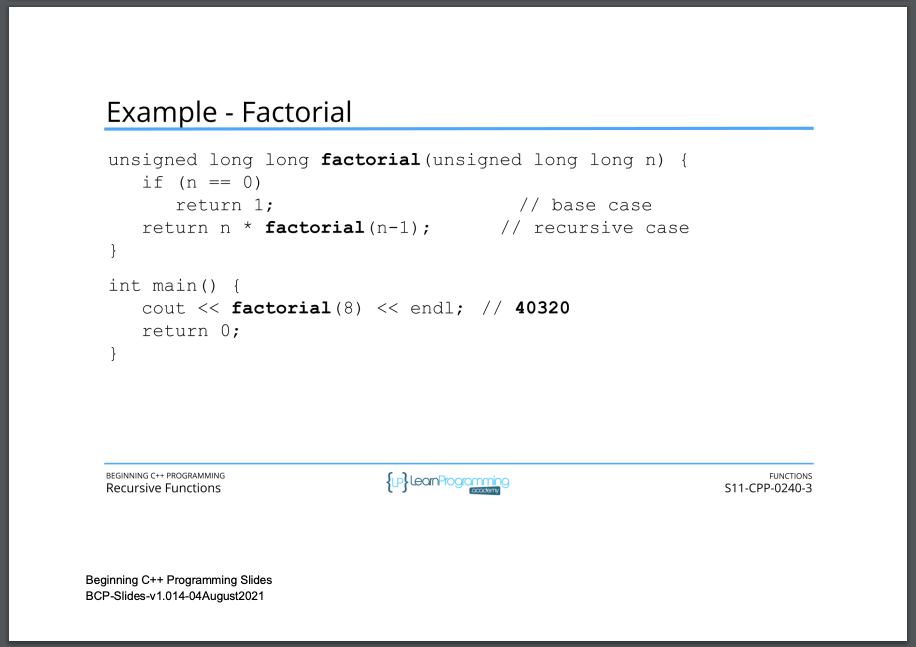 Example - Factorial
unsigned long long factorial(unsigned long long n) {
   if (n == 0)
      return 1;                      // base case
   return n * factorial(n-1);      // recursive case
}
int main() {
   cout << factorial(8) << endl; // 40320
   return 0;
}
BEGINNING C++ PROGRAMMING
Recursive Functions
{LP} LearnProgramming
academy
FUNCTIONS
S11-CPP-0240-3
Beginning C++ Programming Slides
BCP-Slides-v1.014-04August2021